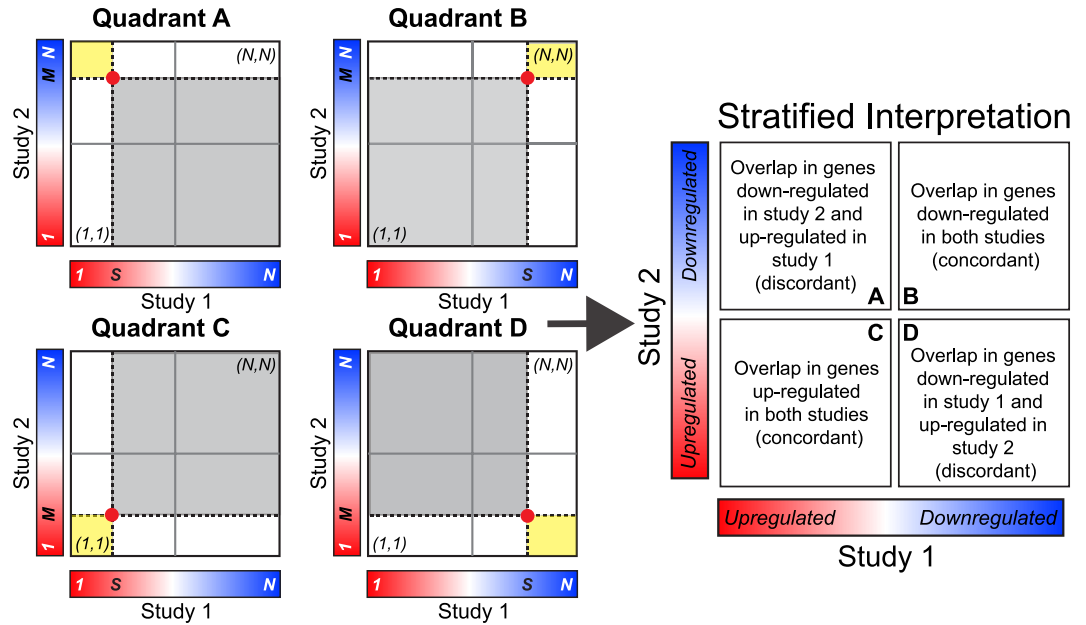 Quadrant A
Quadrant B
N
M
1
Study 2
(N,N)
(1,1)
1 S N
Study 1
N
M
1
Study 2
(N,N)
(1,1)
1 S N
Study 1
Quadrant C
Quadrant D
N
M
1
Study 2
(N,N)
(1,1)
1 S N
Study 1
N
M
1
Study 2
(N,N)
(1,1)
1 S N
Study 1
Stratified Interpretation
Study 2
Downregulated
Upregulated
Overlap in genes
down-regulated
in study 2 and
up-regulated in
study 1
(discordant)
A
Overlap in genes
down-regulated
in both studies
(concordant)
B
C
Overlap in genes
up-regulated
in both studies
(concordant)
D
Overlap in genes
down-regulated
in study 1 and
up-regulated in
study 2
(discordant)
Upregulated Downregulated
Study 1